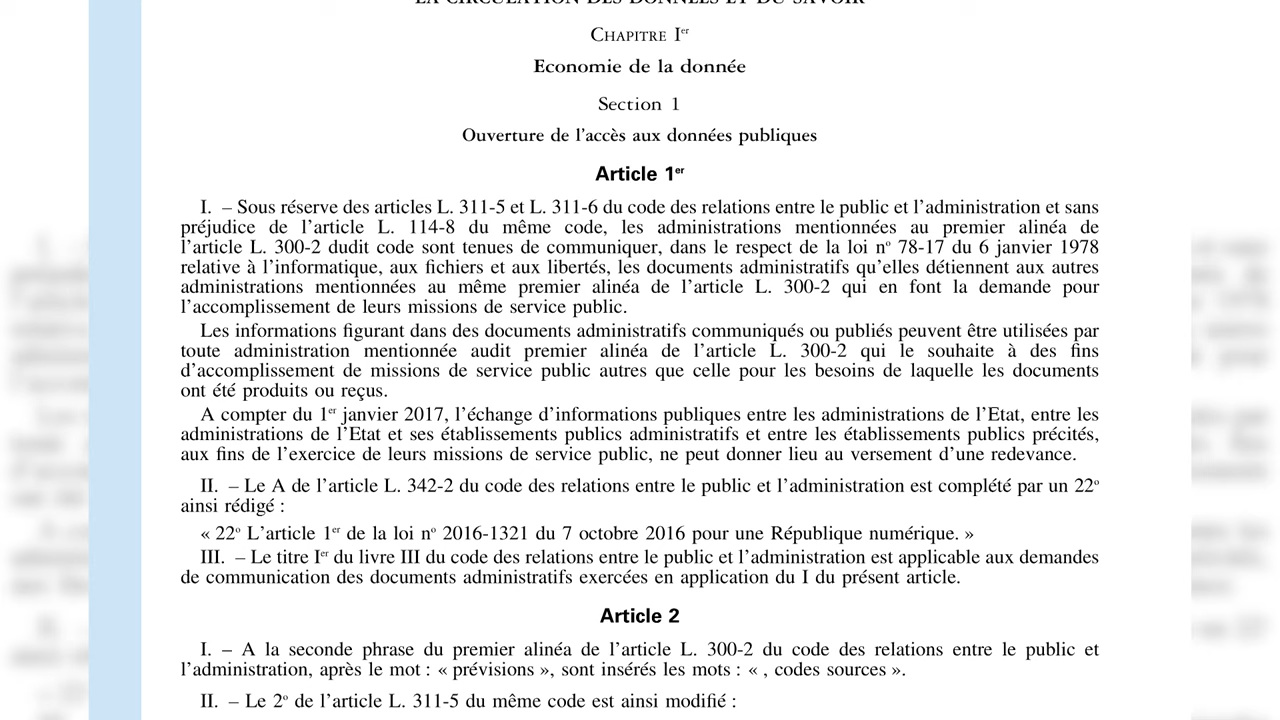 LA CIRCULATION DES DONNÉES ET DU SAVOIR
CHAPITRE Ier
Economie de la donnée
Section 1
Ouverture de l’accès aux données publiques
Article 1er
I. – Sous réserve des articles L. 311-5 et L. 311-6 du code des relations entre le public et l’administration et sans
préjudice de l’article L. 114-8 du même code, les administrations mentionnées au premier alinéa de
l’article L. 300-2 dudit code sont tenues de communiquer, dans le respect de la loi no 78-17 du 6 janvier 1978
relative à l’informatique, aux fichiers et aux libertés, les documents administratifs qu’elles détiennent aux autres
administrations mentionnées au même premier alinéa de l’article L. 300-2 qui en font la demande pour
l’accomplissement de leurs missions de service public.
Les informations figurant dans des documents administratifs communiqués ou publiés peuvent être utilisées par
toute administration mentionnée audit premier alinéa de l’article L. 300-2 qui le souhaite à des fins
d’accomplissement de missions de service public autres que celle pour les besoins de laquelle les documents
ont été produits ou reçus.
A compter du 1er janvier 2017, l’échange d’informations publiques entre les administrations de l’Etat, entre les
administrations de l’Etat et ses établissements publics administratifs et entre les établissements publics précités,
aux fins de l’exercice de leurs missions de service public, ne peut donner lieu au versement d’une redevance.
II. – Le A de l’article L. 342-2 du code des relations entre le public et l’administration est complété par un 22o
ainsi rédigé :
« 22o L’article 1er de la loi no 2016-1321 du 7 octobre 2016 pour une République numérique. »
III. – Le titre Ier du livre III du code des relations entre le public et l’administration est applicable aux demandes
de communication des documents administratifs exercées en application du I du présent article.
Article 2
I. – A la seconde phrase du premier alinéa de l’article L. 300-2 du code des relations entre le public et
l’administration, après le mot : « prévisions », sont insérés les mots : « , codes sources ».
II. – Le 2o de l’article L. 311-5 du même code est ainsi modifié :